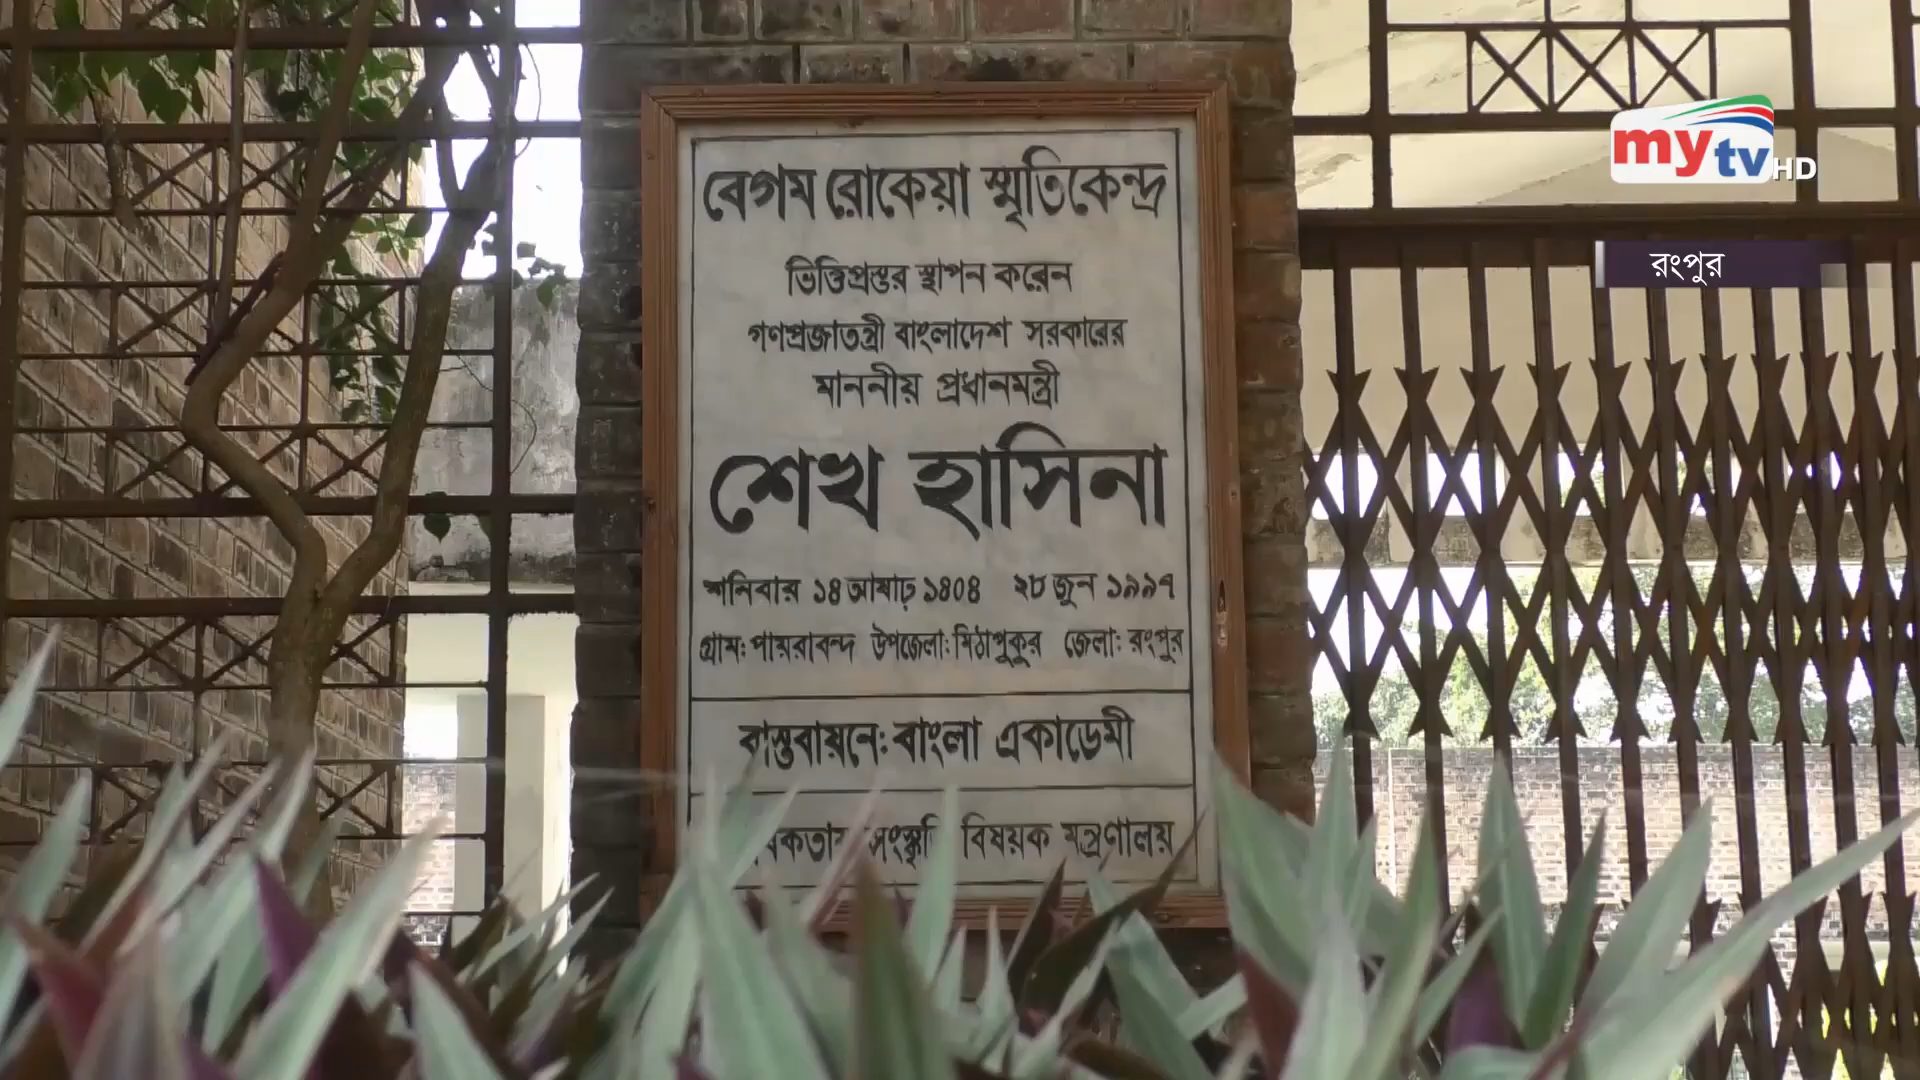 বেগম রোকেয়া স্মৃতিকেন্দ্র
ভিত্তিপ্রস্তর স্থাপন করেন
গণপ্রজাতন্ত্রী বাংলাদেশ সরকারের
মাননীয় প্রধানমন্ত্রী
শেখ হাসিনা
শনিবার ১৪ আষাঢ় ১৪০৪ ২৮ জুন ১৯৯৭
গ্রাম: পায়রাবন্দ উপজেলা: মিঠাপুকুর জেলা: রংপুর
বাস্তবায়নে: বাংলা একাডেমী
বিষয়ক মন্ত্রণালয়
mytv HD
রংপুর